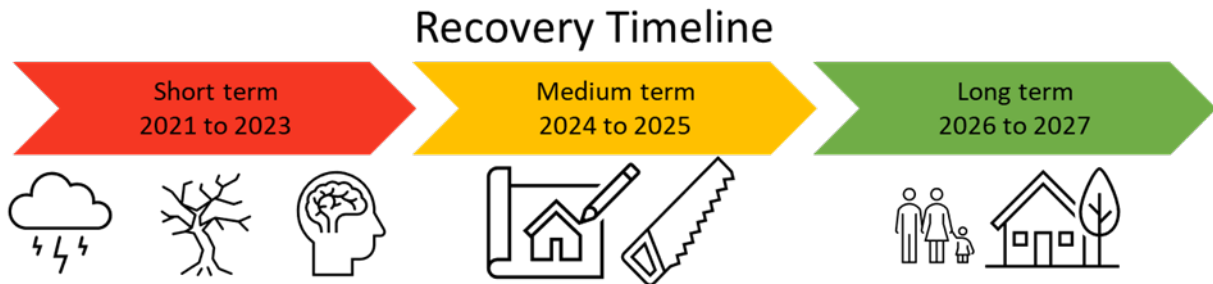 Recovery Timeline
Short term
2021 to 2023
Medium term
2024 to 2025
Long term
2026 to 2027